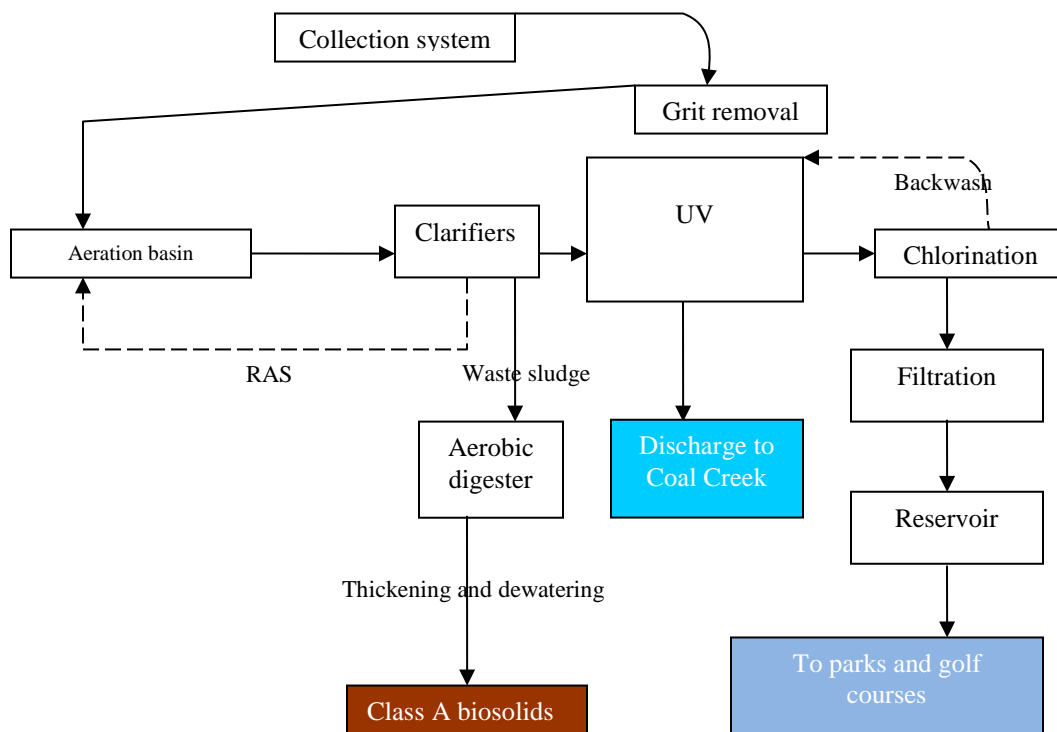 Collection system
Grit removal
Backwash
UV
Clarifiers
Aeration basin
Chlorination
RAS
Waste sludge
Filtration
Aerobic
digester
Discharge to
Coal Creek
Reservoir
Thickening and dewatering
To parks and golf
courses
Class A biosolids